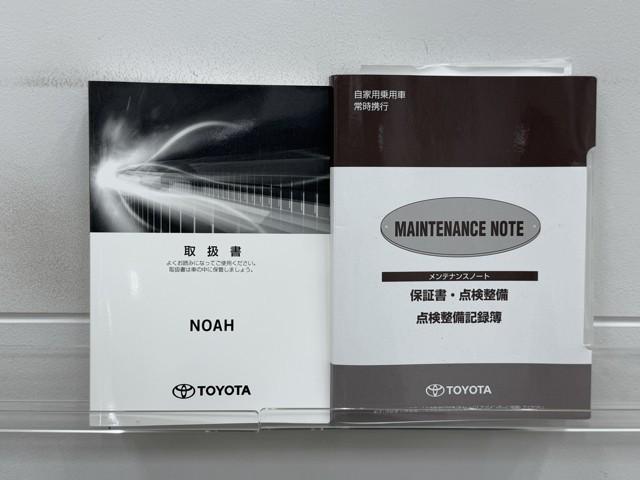 取扱書
よくお読みになってご使用ください。
取扱書は車の中に保管しましょう。
NOAH
TOYOTA
自家用乗用車
常時携行
MAINTENANCE NOTE
メンテナンスノート
保証書・点検整備
点検整備記録簿
TOYOTA